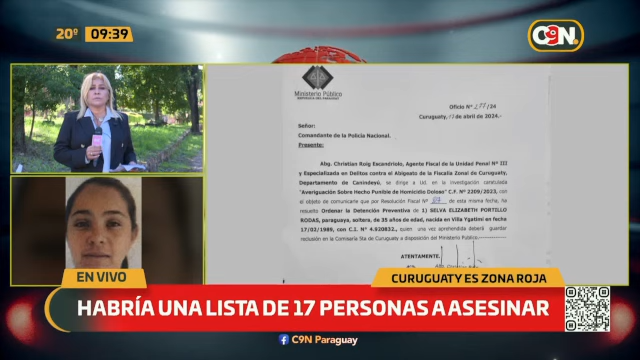 20°
09:39
C9N
Ministerio Público
REPÚBLICA DEL PARAGUAY
Oficio N° 277/24
Curuguaty, de abril de 2024.-
Señor:
Comandante de la Policía Nacional.
Presente:
Abg. Christian Roig Escandriolo, Agente Fiscal de la Unidad Penal N° III
y Especializada en Delitos contra el Abigeato de la Fiscalía Zonal de Curuguaty,
Departamento de Canindeyú, se dirige a Ud. en la investigación caratulada
"Averiguación Sobre Hecho Punible de Homicidio Doloso" C.F. N° 2209/2023, con
el objeto de comunicarle que por Resolución Fiscal N° de esta misma fecha, ha
resuelto Ordenar la Detención Preventiva de 1) SELVA ELIZABETH PORTILLO
RODAS, paraguaya, soltera, de 35 años de edad, nacida en Villa Ygatimi en fecha
17/03/1989, con C.I. N° 4.920832, quien una vez aprehendida deberá guardar
reclusión en la Comisaría 5ta de Curuguaty a disposición del Ministerio Público.-
ATENTAMENTE.
EN VIVO
CURUGUATY ES ZONA ROJA
HABRÍA UNA LISTA DE 17 PERSONAS A ASESINAR
C9N Paraguay